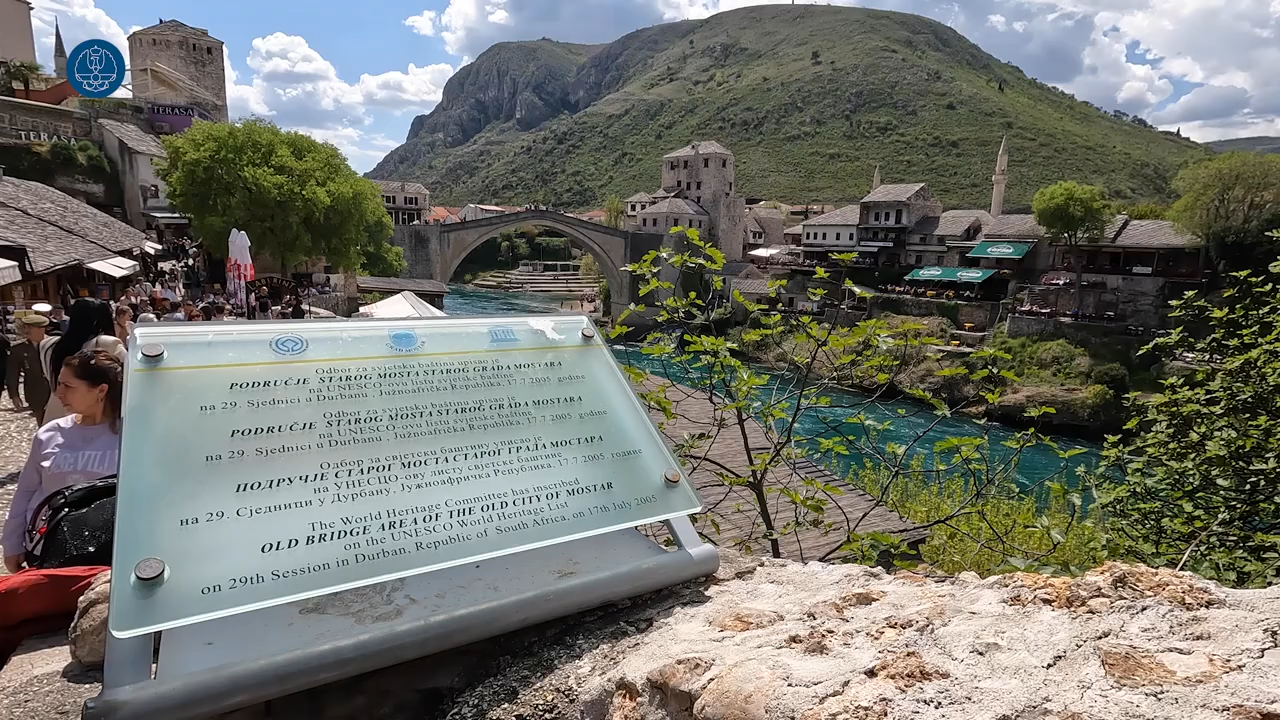 TERASA
TERASA
GRAD MOSTAR
Odbor za svjetsku baštinu upisao je
PODRUČJE STAROG MOSTA STAROG GRADA MOSTARA
na UNESCO-ovu listu svjetske baštine
na 29. Sjednici u Durbanu , Južnoafrička Republika, 17.7.2005. godine
Odbor za svjetsku baštinu upisao je
PODRUČJE STAROG MOSTA STAROG GRADA MOSTARA
na UNESCO-ovu listu svjetske baštine
na 29. Sjednici u Durbanu , Južnoafrička Republika, 17.7.2005. godine
Одбор за свјетску баштину уписао је
ПОДРУЧЈЕ СТАРОГ МОСТА СТАРОГ ГРАДА МОСТАРА
на УНЕСЦО-ову листу свјетске баштине
на 29. Сједници у Дурбану, Јужноафричка Република, 17.7.2005. године
The World Heritage Committee has inscribed
OLD BRIDGE AREA OF THE OLD CITY OF MOSTAR
on the UNESCO World Heritage List
on 29th Session in Durban, Republic of South Africa, on 17th July 2005
SEVILLE